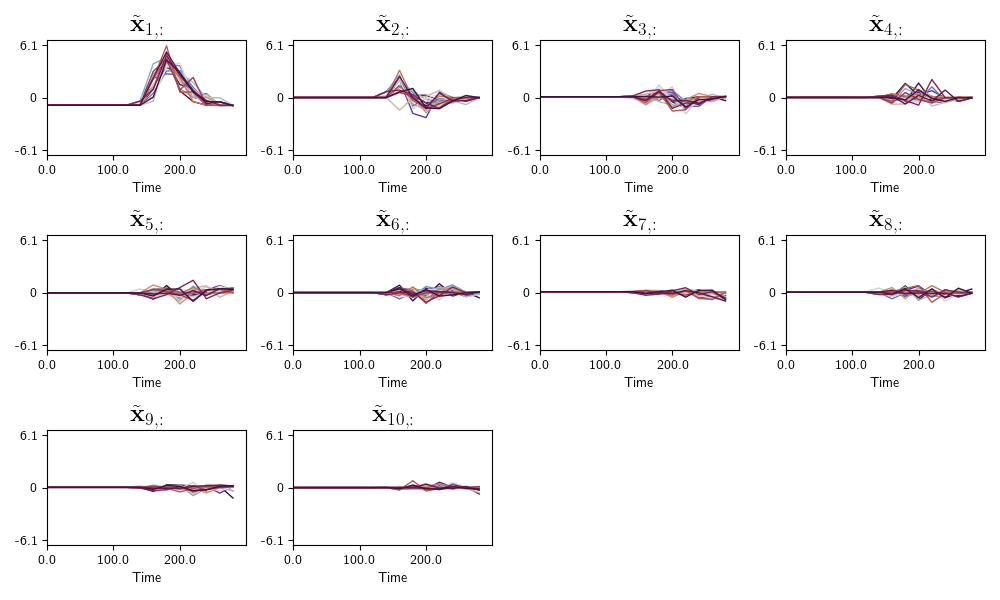 x̃1,: x̃2,: x̃3,: x̃4,:
6.1 6.1 6.1 6.1
0 0 0 0
-6.1 -6.1 -6.1 -6.1
0.0 100.0 200.0 0.0 100.0 200.0 0.0 100.0 200.0 0.0 100.0 200.0
Time Time Time Time
x̃5,: x̃6,: x̃7,: x̃8,:
6.1 6.1 6.1 6.1
0 0 0 0
-6.1 -6.1 -6.1 -6.1
0.0 100.0 200.0 0.0 100.0 200.0 0.0 100.0 200.0 0.0 100.0 200.0
Time Time Time Time
x̃9,: x̃10,:
6.1 6.1
0 0
-6.1 -6.1
0.0 100.0 200.0 0.0 100.0 200.0
Time Time